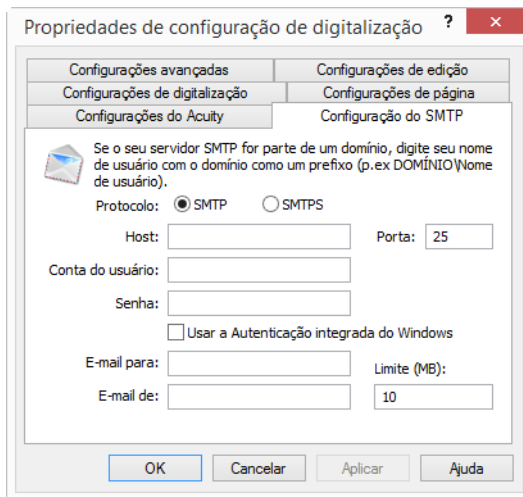 Propriedades de configuração de digitalização ? ×
Configurações avançadas Configurações de edição
Configurações de digitalização Configurações de página
Configurações do Acuity Configuração do SMTP
Se o seu servidor SMTP for parte de um domínio, digite seu nome
de usuário com o domínio como um prefixo (p.ex DOMÍNIO\Nome
de usuário).
Protocolo: SMTP SMTPS
Host: Porta: 25
Conta do usuário:
Senha:
Usar a Autenticação integrada do Windows
E-mail para: Limite (MB):
E-mail de: 10
OK Cancelar Aplicar Ajuda